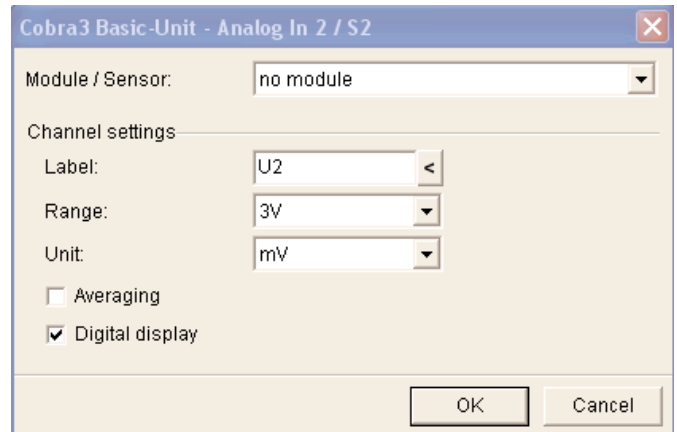 Cobra3 Basic-Unit - Analog In 2 / S2
Module / Sensor: no module
Channel settings
Label: U2 <
Range: 3V
Unit: mV
Averaging
Digital display
OK Cancel